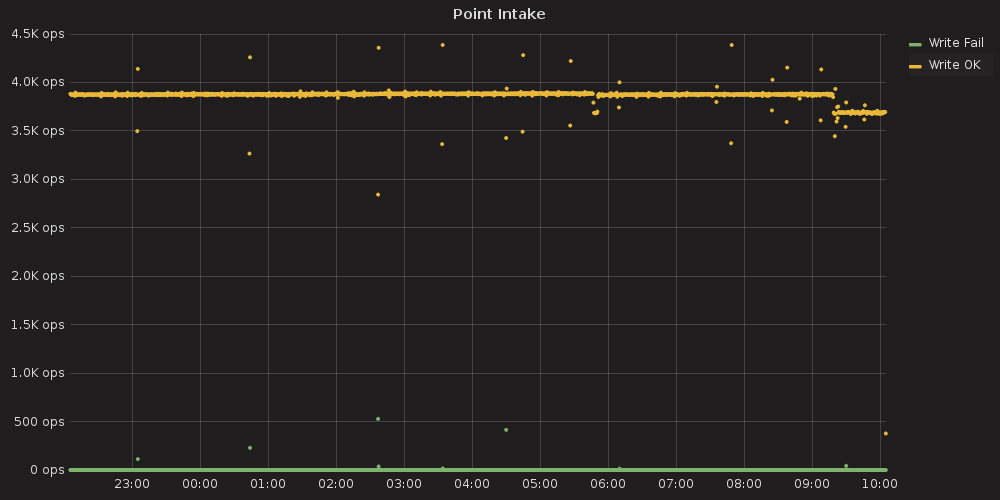 Point Intake
4.5K ops
4.0K ops
3.5K ops
3.0K ops
2.5K ops
2.0K ops
1.5K ops
1.0K ops
500 ops
0 ops
23:00 00:00 01:00 02:00 03:00 04:00 05:00 06:00 07:00 08:00 09:00 10:00
Write Fail
Write OK